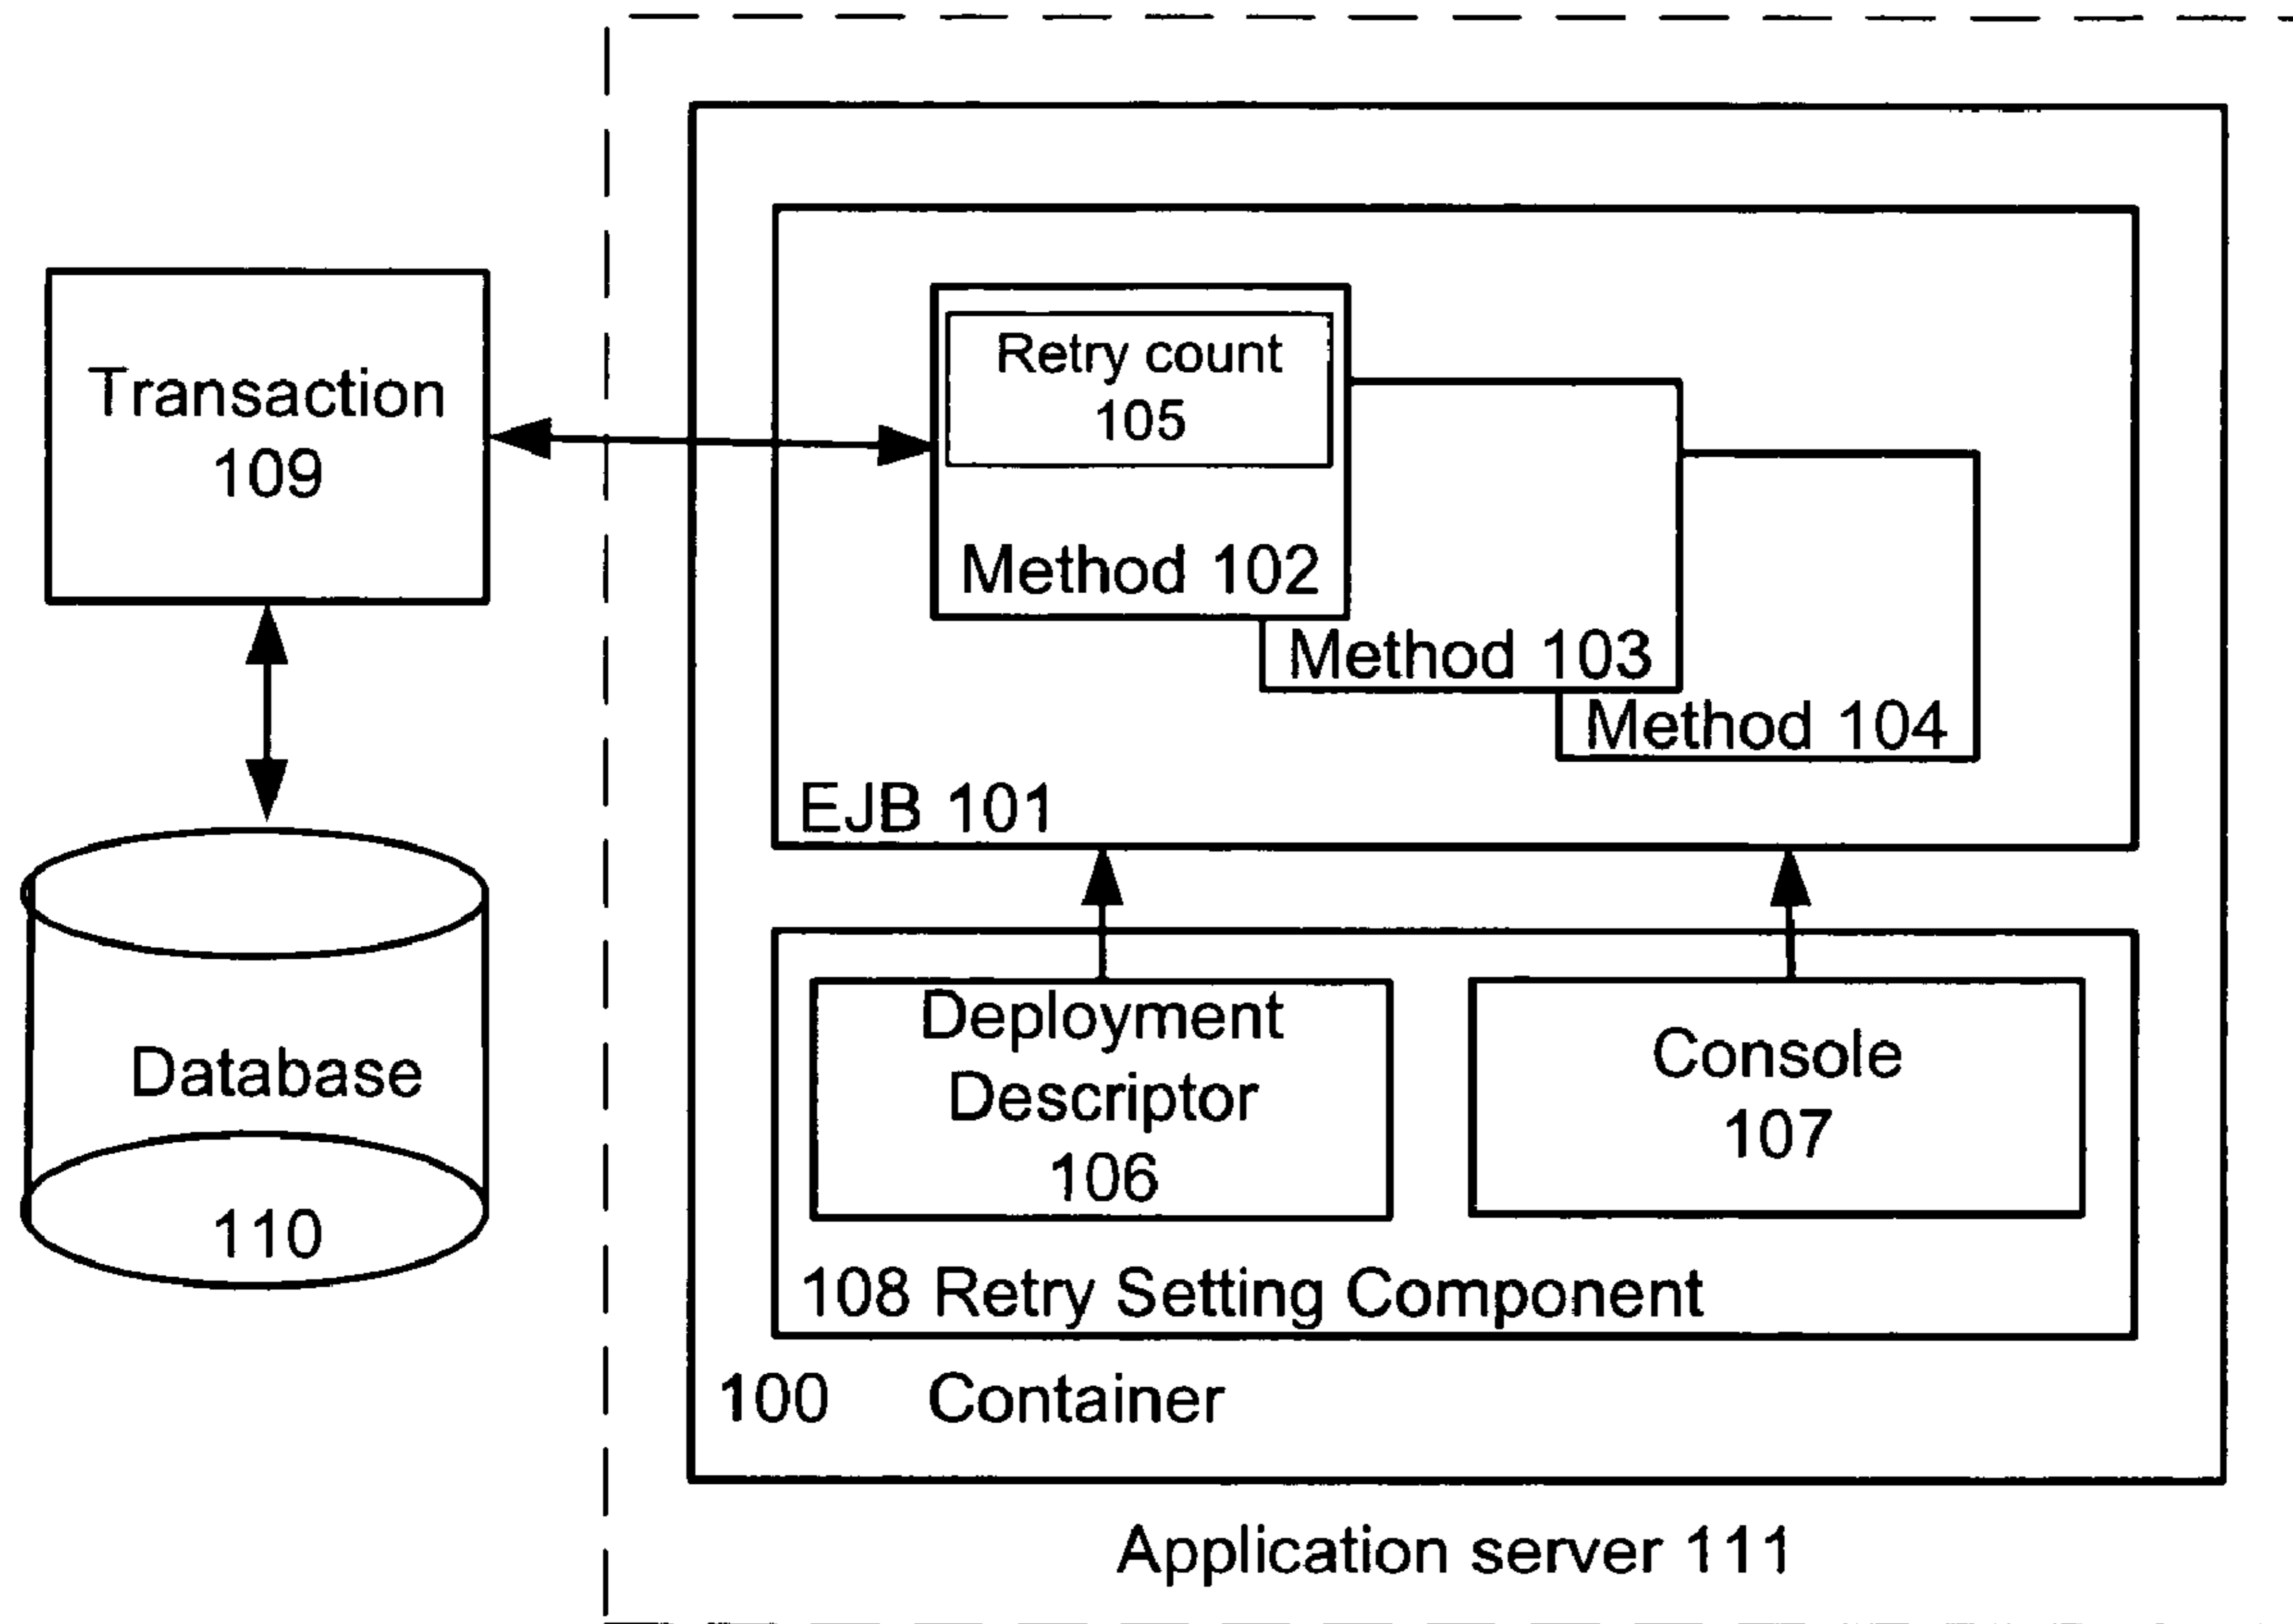 Transaction
109
Retry count
105
Method 102
Method 103
Method 104
EJB 101
Database
110
Deployment
Descriptor
106
Console
107
108 Retry Setting Component
100 Container
Application server 111